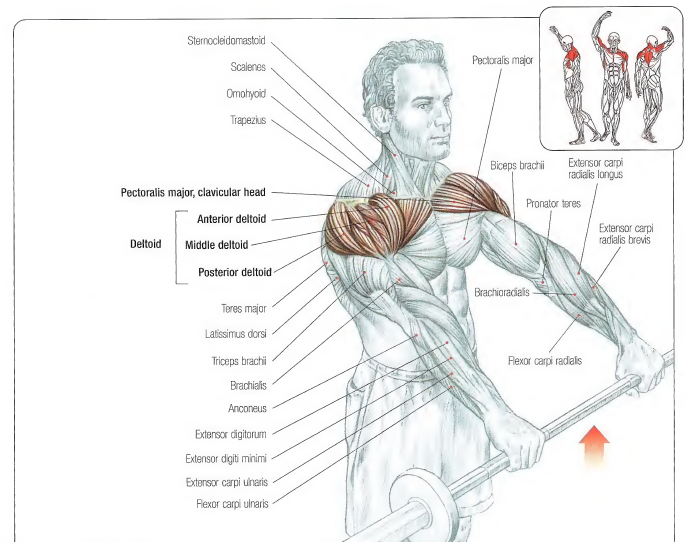 Sternocleidomastoid
Scalenes
Omohyoid
Trapezius
Pectoralis major, clavicular head
Anterior deltoid
Deltoid
Middle deltoid
Posterior deltoid
Teres major
Latissimus dorsi
Triceps brachii
Brachialis
Anconeus
Extensor digitorum
Extensor digiti minimi
Extensor carpi ulnaris
Flexor carpi ulnaris
Pectoralis major
Biceps brachii
Extensor carpi
radialis longus
Pronator teres
Extensor carpi
radialis brevis
Brachioradialis
Flexor carpi radialis